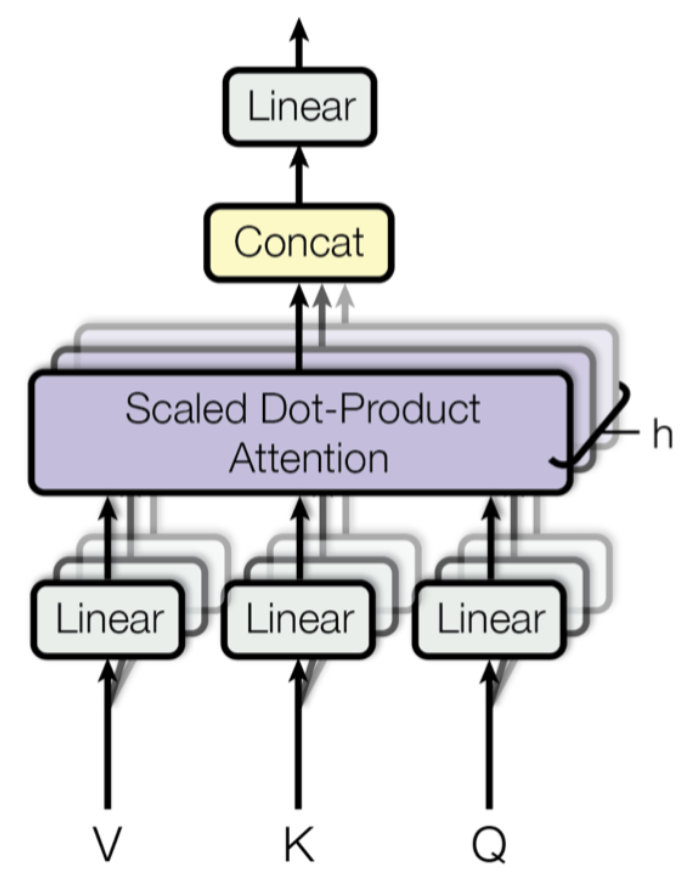 Linear
Concat
Scaled Dot-Product
Attention
h
Linear Linear Linear
V K Q